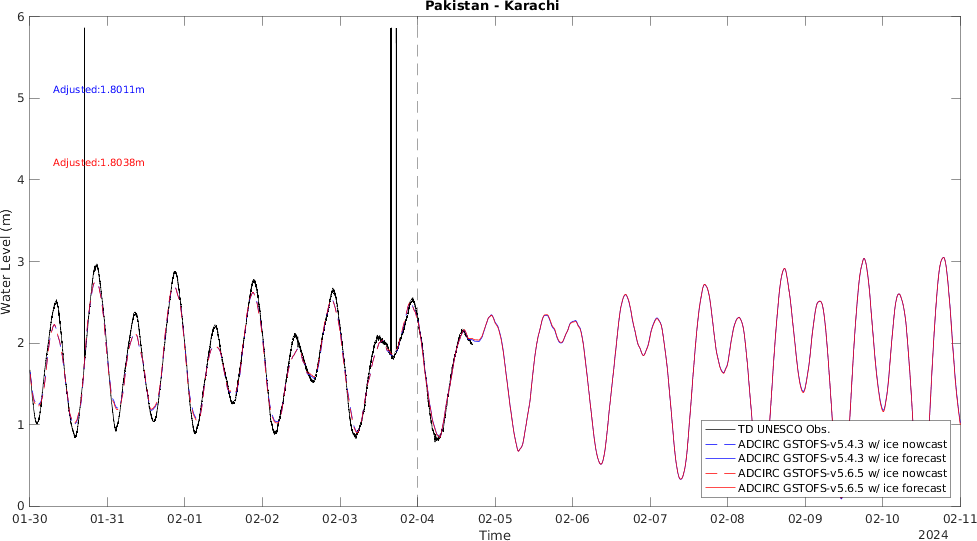 Pakistan - Karachi
6
5
4
3
2
1
0
Water Level (m)
Adjusted:1.8011m
Adjusted:1.8038m
TD UNESCO Obs.
ADCIRC GSTOFS-v5.4.3 w/ ice nowcast
ADCIRC GSTOFS-v5.4.3 w/ ice forecast
ADCIRC GSTOFS-v5.6.5 w/ ice nowcast
ADCIRC GSTOFS-v5.6.5 w/ ice forecast
01-30 01-31 02-01 02-02 02-03 02-04 02-05 02-06 02-07 02-08 02-09 02-10 02-11
Time
2024